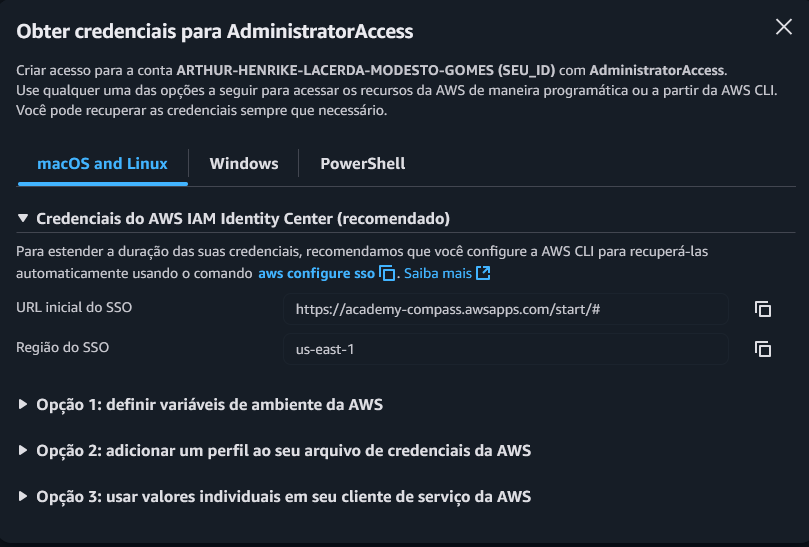 Obter credenciais para AdministratorAccess
Criar acesso para a conta ARTHUR-HENRIKE-LACERDA-MODESTO-GOMES (SEU_ID) com AdministratorAccess.
Use qualquer uma das opções a seguir para acessar os recursos da AWS de maneira programática ou a partir da AWS CLI.
Você pode recuperar as credenciais sempre que necessário.
macOS and Linux
Windows
PowerShell
Credenciais do AWS IAM Identity Center (recomendado)
Para estender a duração das suas credenciais, recomendamos que você configure a AWS CLI para recuperá-las
automaticamente usando o comando aws configure sso. Saiba mais
URL inicial do SSO
https://academy-compass.awsapps.com/start/#
Região do SSO
us-east-1
Opção 1: definir variáveis de ambiente da AWS
Opção 2: adicionar um perfil ao seu arquivo de credenciais da AWS
Opção 3: usar valores individuais em seu cliente de serviço da AWS